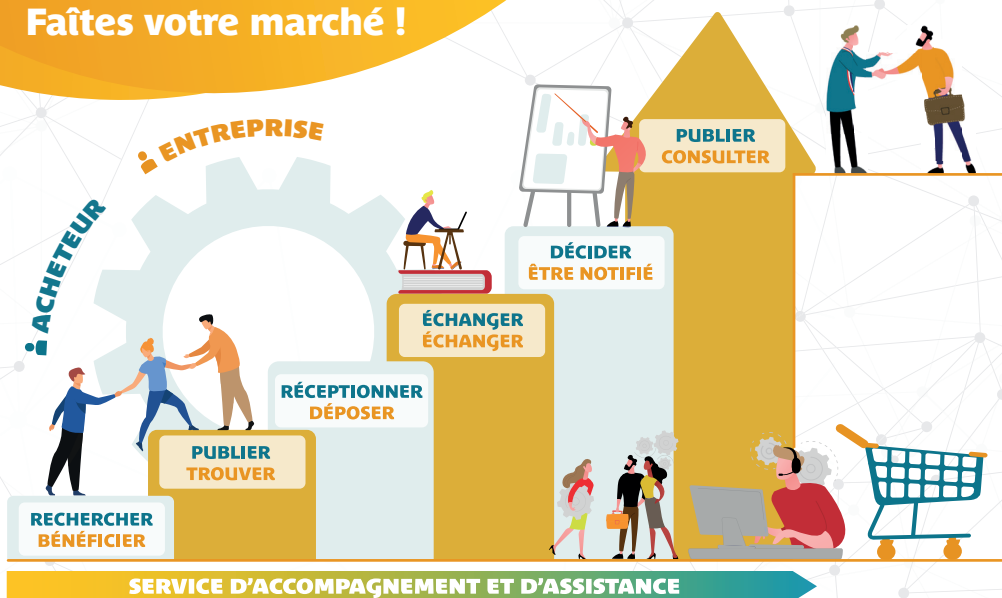 Faîtes votre marché !
ENTREPRISE
ACHETEUR
PUBLIER
CONSULTER
DÉCIDER
ÊTRE NOTIFIÉ
ÉCHANGER
ÉCHANGER
RÉCEPTIONNER
DÉPOSER
PUBLIER
TROUVER
RECHERCHER
BÉNÉFICIER
SERVICE D'ACCOMPAGNEMENT ET D'ASSISTANCE